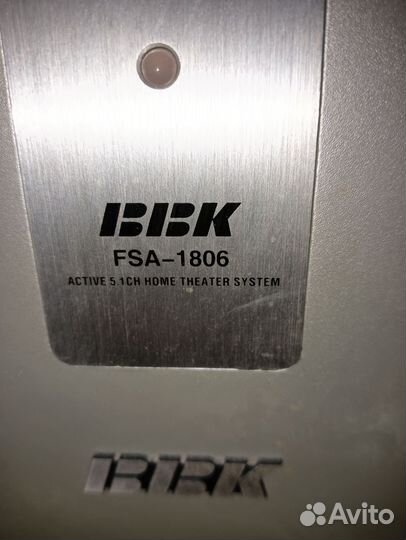 BBK
FSA-1806
ACTIVE 5.1CH HOME THEATER SYSTEM
BBK
Avito